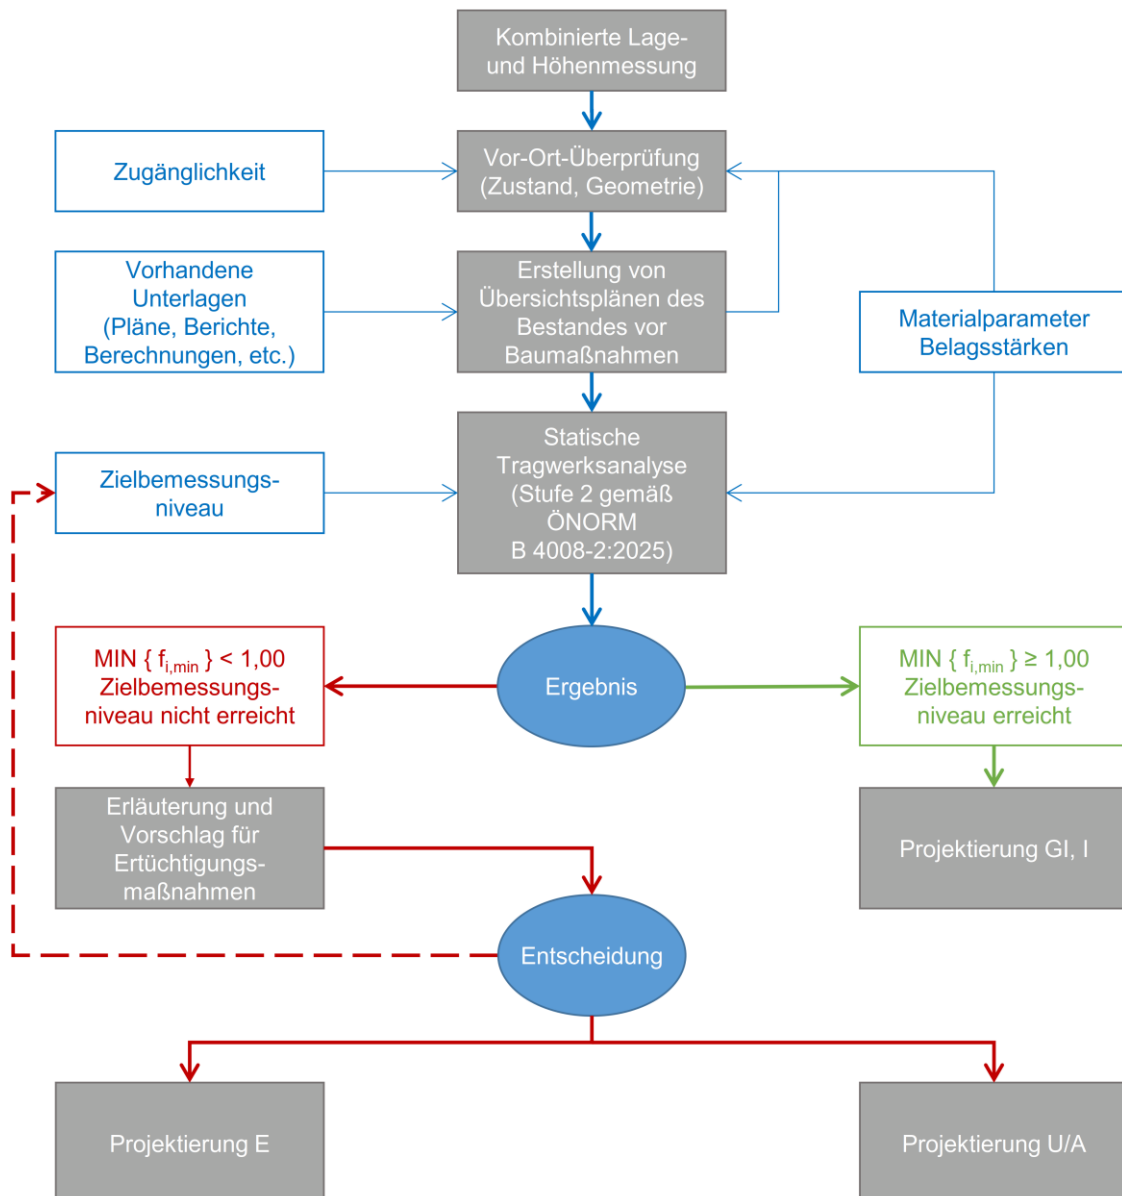 Kombinierte Lage-
und Höhenmessung
Zugänglichkeit
Vor-Ort-Überprüfung
(Zustand, Geometrie)
Vorhandene
Unterlagen
(Pläne, Berichte,
Berechnungen, etc.)
Erstellung von
Übersichtsplänen des
Bestandes vor
Baumaßnahmen
Materialparameter
Belagsstärken
Zielbemessungs-
niveau
Statische
Tragwerksanalyse
(Stufe 2 gemäß
ÖNORM
B 4008-2:2025)
MIN { f i,min } < 1,00
Zielbemessungs-
niveau nicht erreicht
Ergebnis
MIN { f i,min } ≥ 1,00
Zielbemessungs-
niveau erreicht
Erläuterung und
Vorschlag für
Ertüchtigungs-
maßnahmen
Projektierung GI, I
Entscheidung
Projektierung E
Projektierung U/A